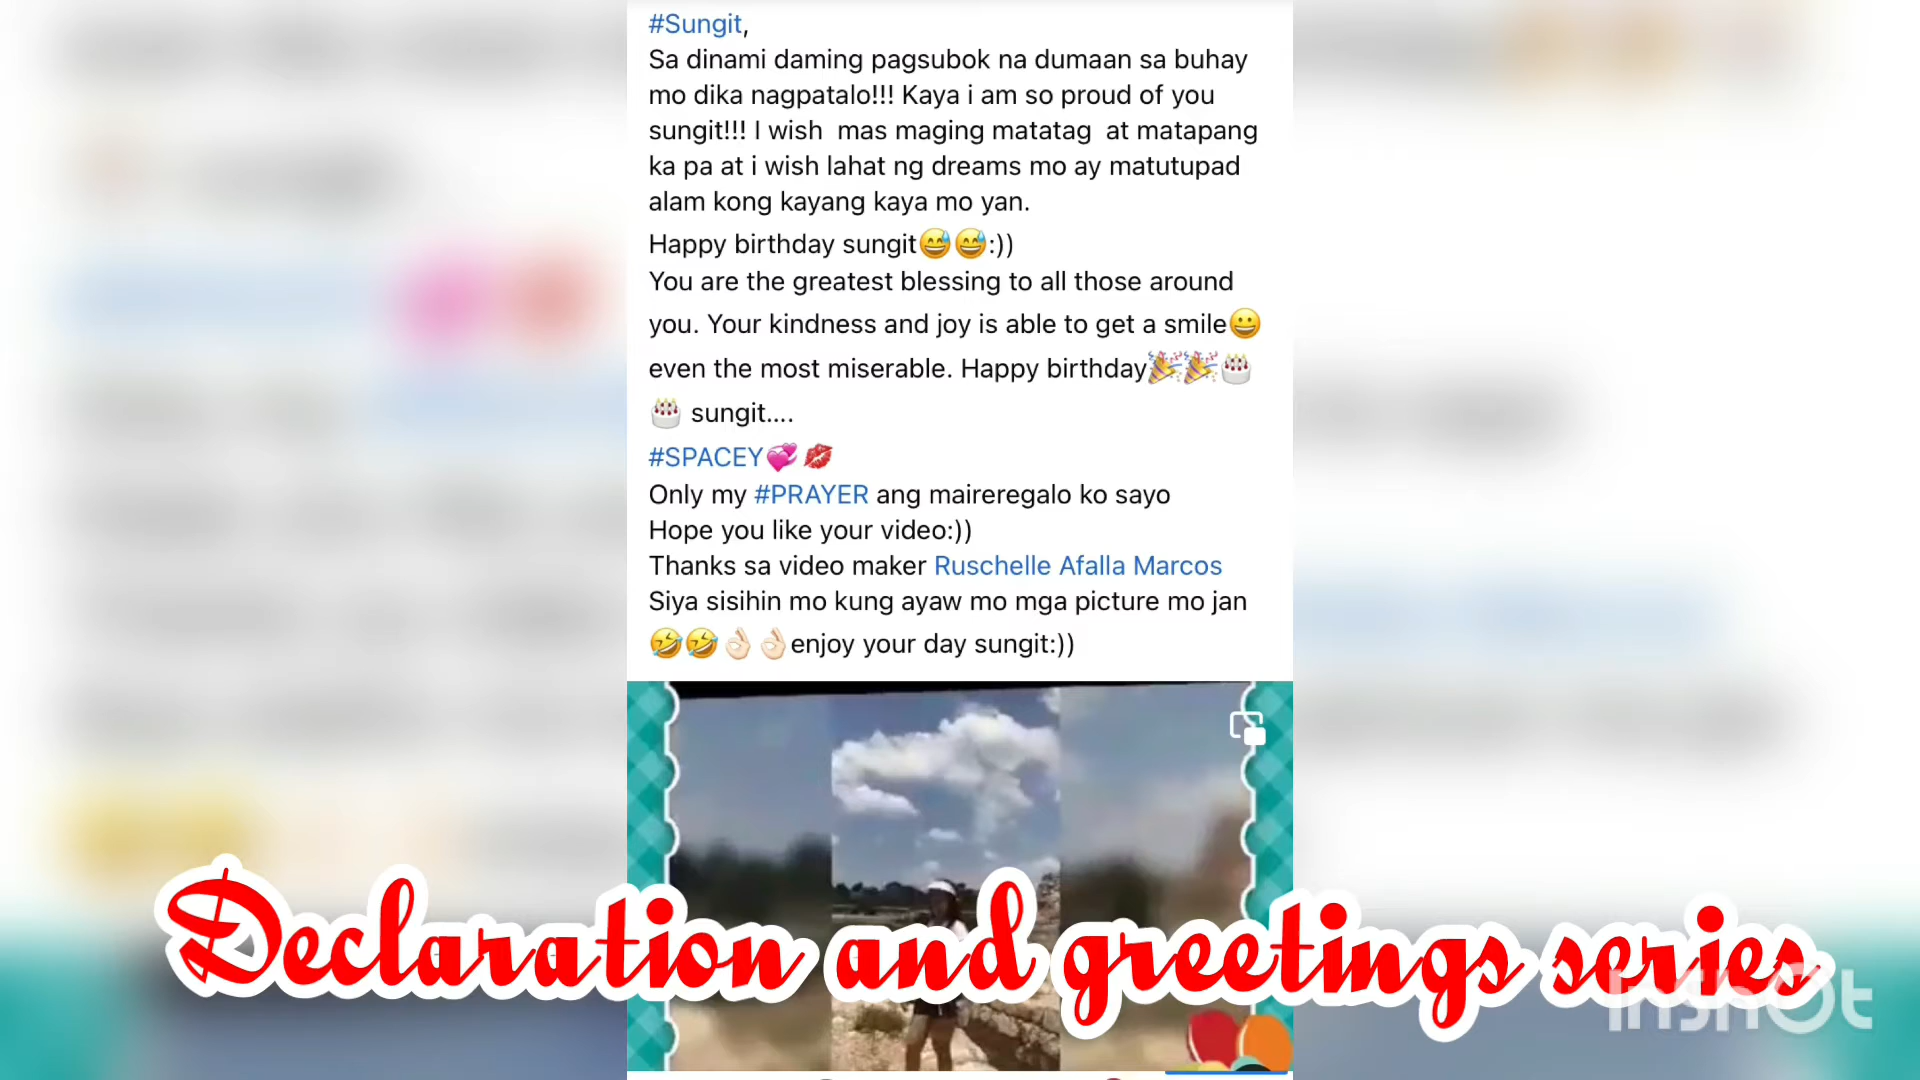 #Sungit,
Sa dinami daming pagsubok na dumaan sa buhay
mo dika nagpatalo!!! Kaya i am so proud of you
sungit!!! I wish mas maging matatag at matapang
ka pa at i wish lahat ng dreams mo ay matutupad
alam kong kayang kaya mo yan.
Happy birthday sungit😅😅:))
You are the greatest blessing to all those around
you. Your kindness and joy is able to get a smile😀
even the most miserable. Happy birthday🎉🎉🎂
🎂 sungit....
#SPACEY💞💋
Only my #PRAYER ang maireregalo ko sayo
Hope you like your video:))
Thanks sa video maker Ruschelle Afalla Marcos
Siya sisihin mo kung ayaw mo mga picture mo jan
🤣🤣👌🏻👌🏻enjoy your day sungit:))
Declaration and greetings series
InShOt